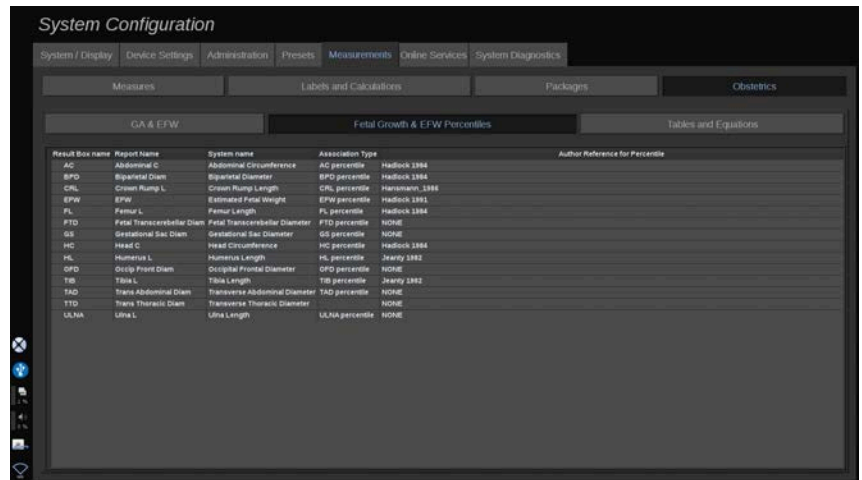 System Configuration
System / Display Device Settings Administration Presets Measurements Online Services System Diagnostics
Measures Labels and Calculations Packages Obstetrics
GA & EFW Fetal Growth & EFW Percentiles Tables and Equations
Result Box name Report Name System name Association Type Author Reference for Percentile
AC Abdominal C Abdominal Circumference AC percentile Hadlock 1984
BPD Biparietal Diam Biparietal Diameter BPD percentile Hadlock 1984
CRL Crown Rump L Crown Rump Length CRL percentile Hansmann_1986
EFW EFW Estimated Fetal Weight EFW percentile Hadlock 1991
FL Femur L Femur Length FL percentile Hadlock 1984
FTD Fetal Transcerebellar Diam Fetal Transcerebellar Diameter FTD percentile NONE
GS Gestational Sac Diam Gestational Sac Diameter GS percentile NONE
HC Head C Head Circumference HC percentile Hadlock 1984
HL Humerus L Humerus Length HL percentile Jeanty 1982
OFD Occip Front Diam Occipital Frontal Diameter OFD percentile NONE
TIB Tibia L Tibia Length TIB percentile Jeanty 1982
TAD Trans Abdominal Diam Transverse Abdominal Diameter TAD percentile NONE
TTD Trans Thoracic Diam Transverse Thoracic Diameter NONE
ULNA Ulna L Ulna Length ULNA percentile NONE